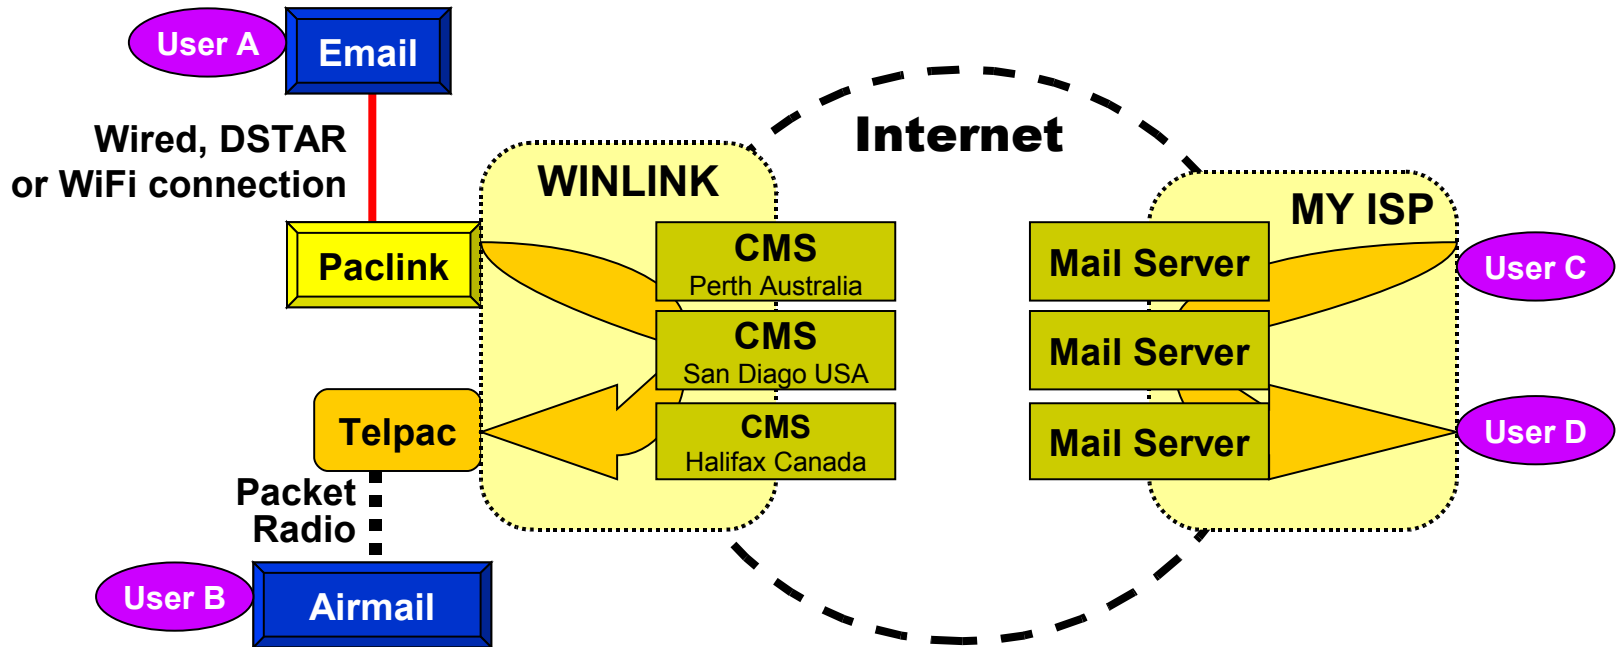 User A
Email
Wired, DSTAR
or WiFi connection
Paclink
Telpac
Packet
Radio
User B
Airmail
WINLINK
CMS
Perth Australia
CMS
San Diago USA
CMS
Halifax Canada
Internet
MY ISP
Mail Server
Mail Server
Mail Server
User C
User D